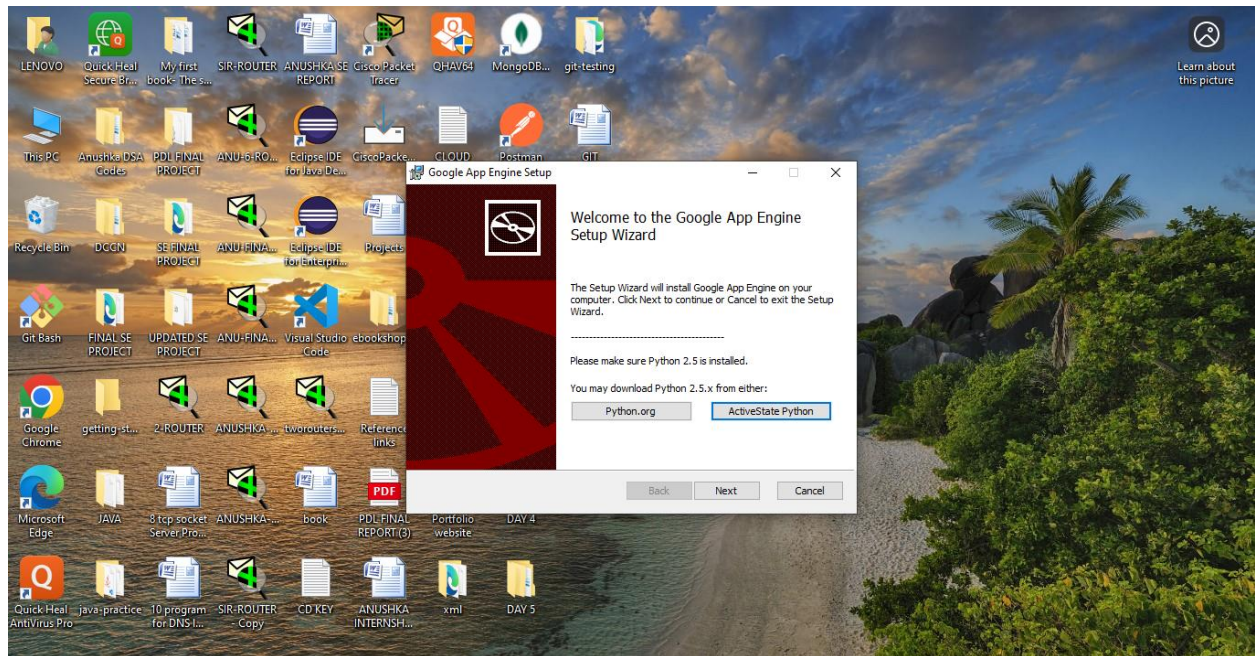 LENOVO
Quick Heal
Secure Br...
My first
book- The s...
SIR-ROUTER
ANUSHKA SE
REPORT
Cisco Packet
Tracer
QHAV64
MongoDB...
git-testing
Learn about
this picture
This PC
Anushka DSA
Codes
PDL FINAL
PROJECT
ANU-6-RO...
Eclipse IDE
for Java De...
CiscoPacke...
CLOUD
Postman
GIT
Recycle Bin
DCCN
SE FINAL
PROJECT
ANU-FINA...
Eclipse IDE
for Enterpri...
Projects
Git Bash
FINAL SE
PROJECT
UPDATED SE
PROJECT
ANU-FINA...
Visual Studio
Code
ebookshop
Google
Chrome
getting-st...
2-ROUTER
ANUSHKA-...
tworouters...
Reference
links
Microsoft
Edge
JAVA
8 tcp socket
Server Pro...
ANUSHKA-...
book
PDF
PDL FINAL
REPORT (3)
Portfolio
website
DAY 4
Quick Heal
AntiVirus Pro
java-practice
10 program
for DNS I...
SIR-ROUTER
- Copy
CD KEY
ANUSHKA
INTERNSH...
xml
DAY 5
Google App Engine Setup
Welcome to the Google App Engine
Setup Wizard
The Setup Wizard will install Google App Engine on your
computer. Click Next to continue or Cancel to exit the Setup
Wizard.
------------------------------------------
Please make sure Python 2.5 is installed.
You may download Python 2.5.x from either:
Python.org
ActiveState Python
Back
Next
Cancel